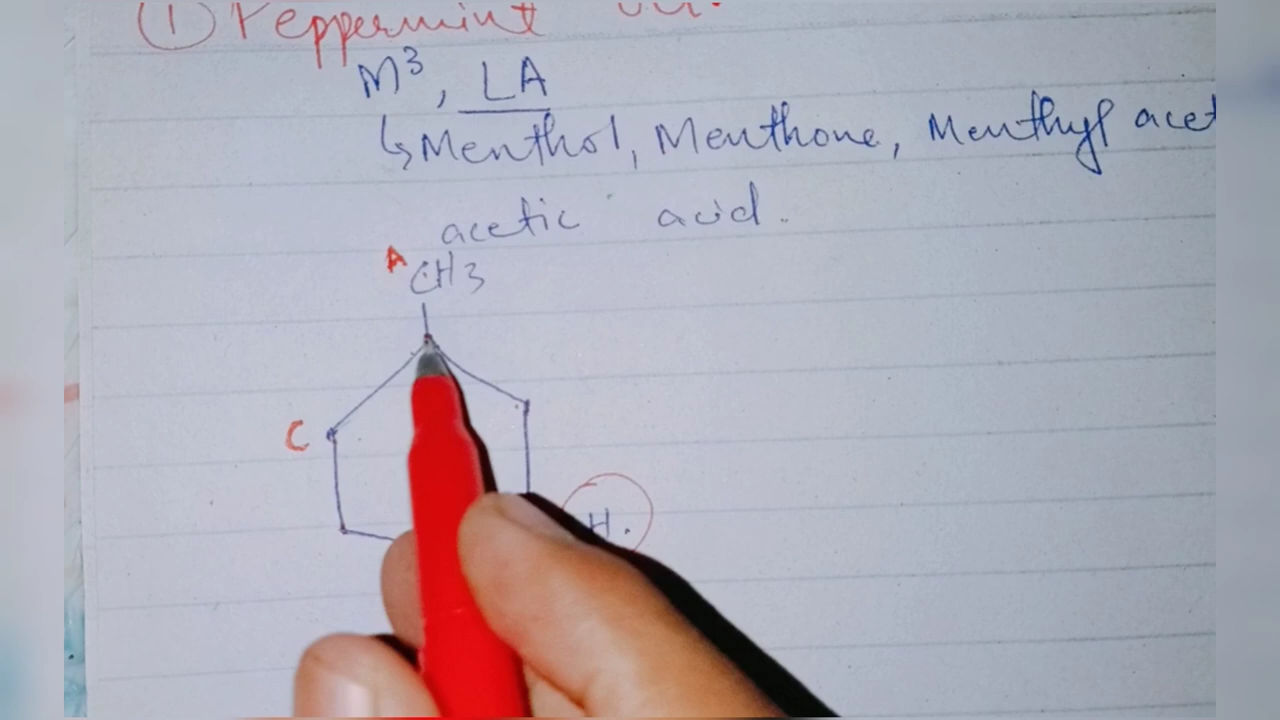 ① Peppermint
M³, LA
↳ Menthol, Menthone, Menthyl acet
acetic acid.
A
CH3
C
H.